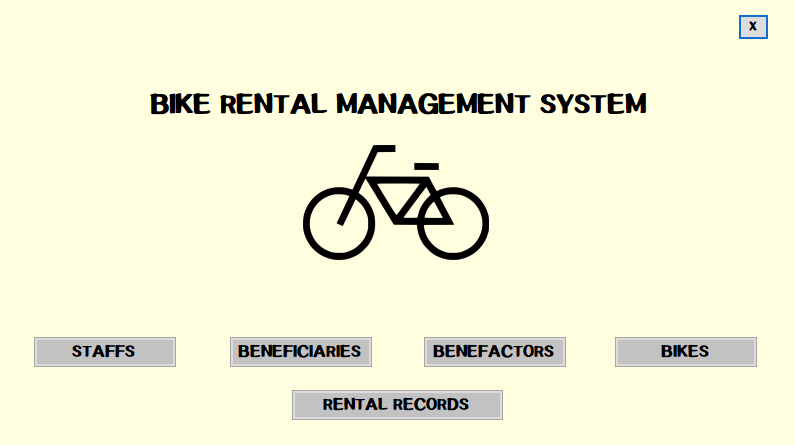 X
BIKE RENTAL MANAGEMENT SYSTEM
STAFFS
BENEFICIARIES
BENEFACTORS
BIKES
RENTAL RECORDS